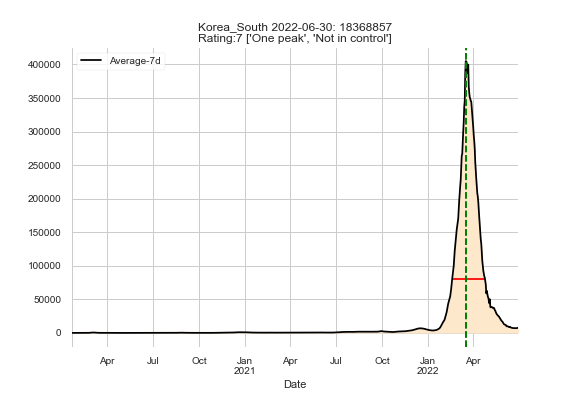 Korea_South 2022-06-30: 18368857
Rating:7 ['One peak', 'Not in control']
Average-7d
400000
350000
300000
250000
200000
150000
100000
50000
0
Apr Jul Oct Jan Apr Jul Oct Jan Apr
2021 2022
Date